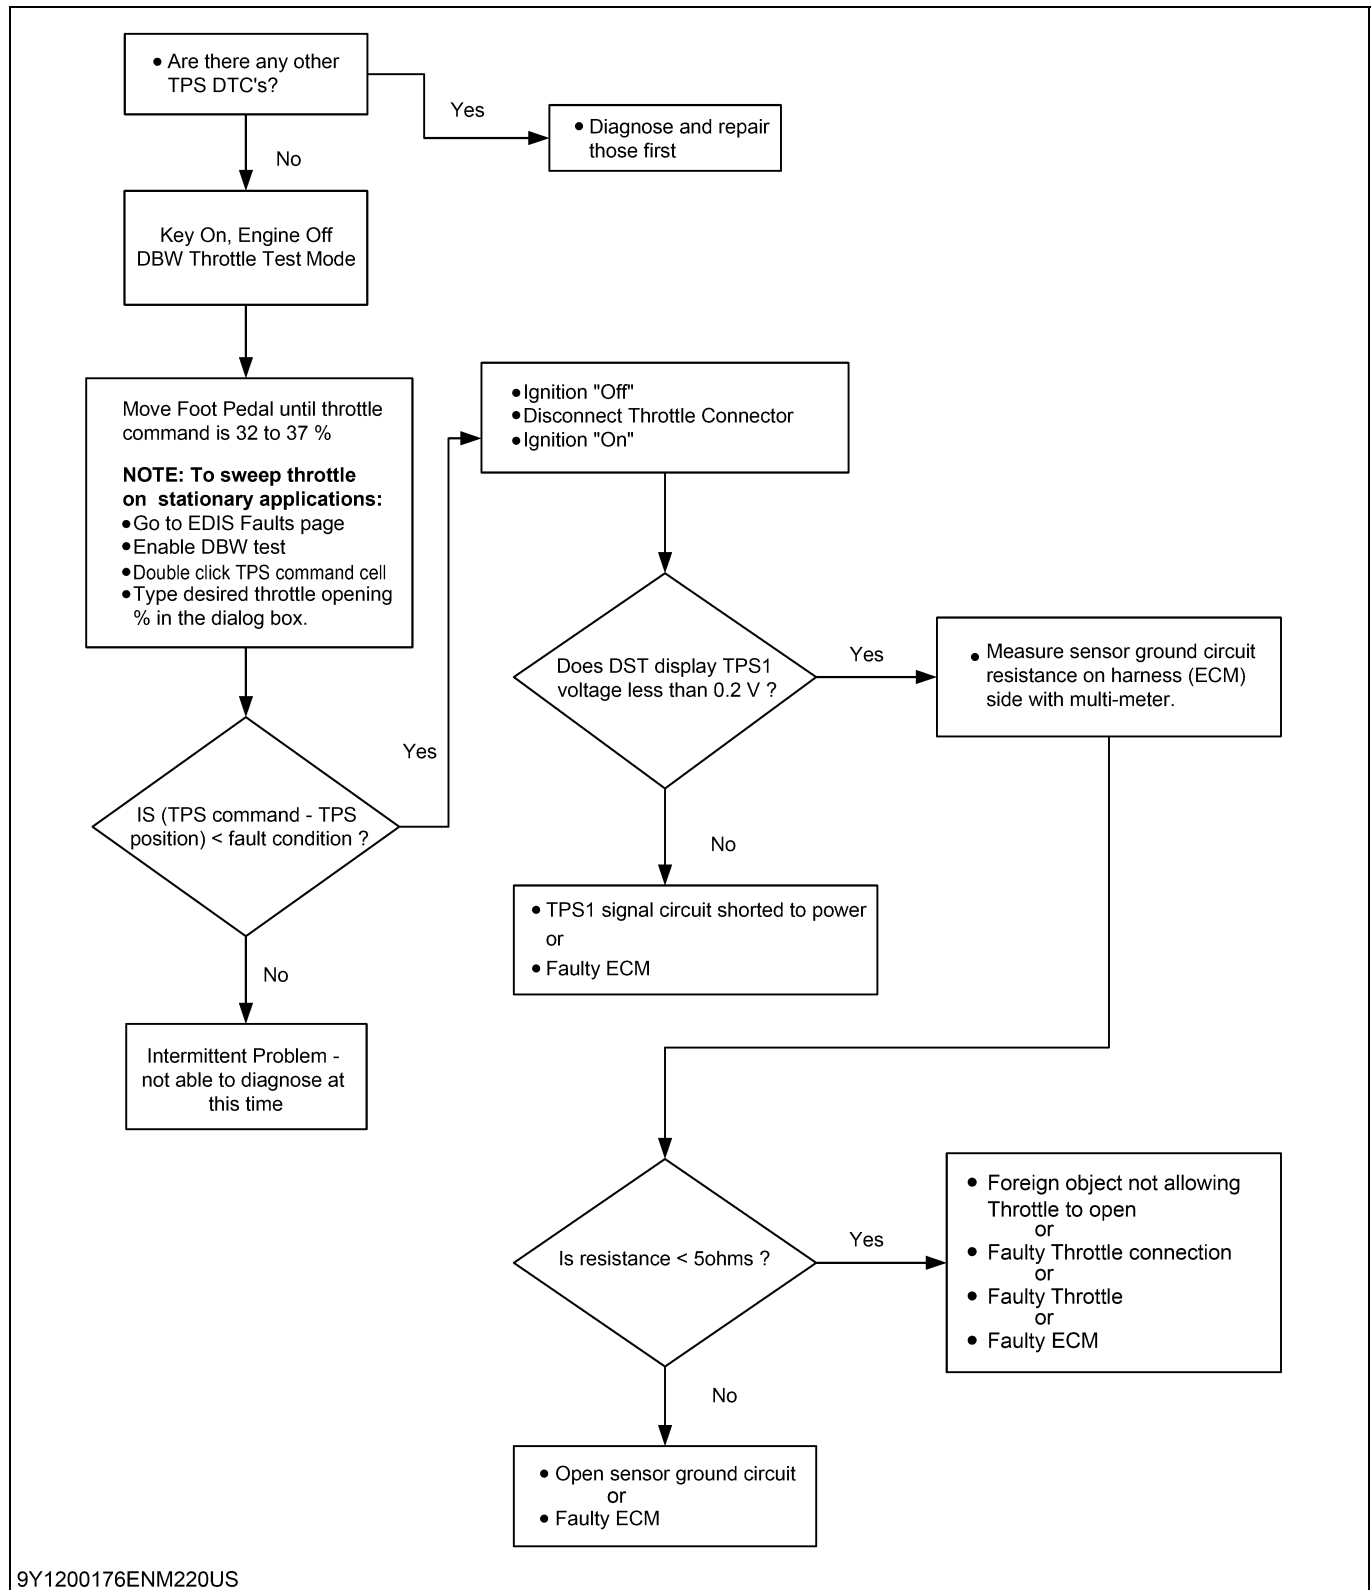 • Are there any other
TPS DTC's?
Yes
• Diagnose and repair
those first
No
Key On, Engine Off
DBW Throttle Test Mode
Move Foot Pedal until throttle
command is 32 to 37 %
NOTE: To sweep throttle
on stationary applications:
• Go to EDIS Faults page
• Enable DBW test
• Double click TPS command cell
• Type desired throttle opening
% in the dialog box.
IS (TPS command - TPS
position) < fault condition ?
Yes
No
Intermittent Problem -
not able to diagnose at
this time
• Ignition "Off"
• Disconnect Throttle Connector
• Ignition "On"
Does DST display TPS1
voltage less than 0.2 V ?
Yes
• Measure sensor ground circuit
resistance on harness (ECM)
side with multi-meter.
No
• TPS1 signal circuit shorted to power
or
• Faulty ECM
Is resistance < 5ohms ?
Yes
• Foreign object not allowing
Throttle to open
or
• Faulty Throttle connection
or
• Faulty Throttle
or
• Faulty ECM
No
• Open sensor ground circuit
or
• Faulty ECM
9Y1200176ENM220US